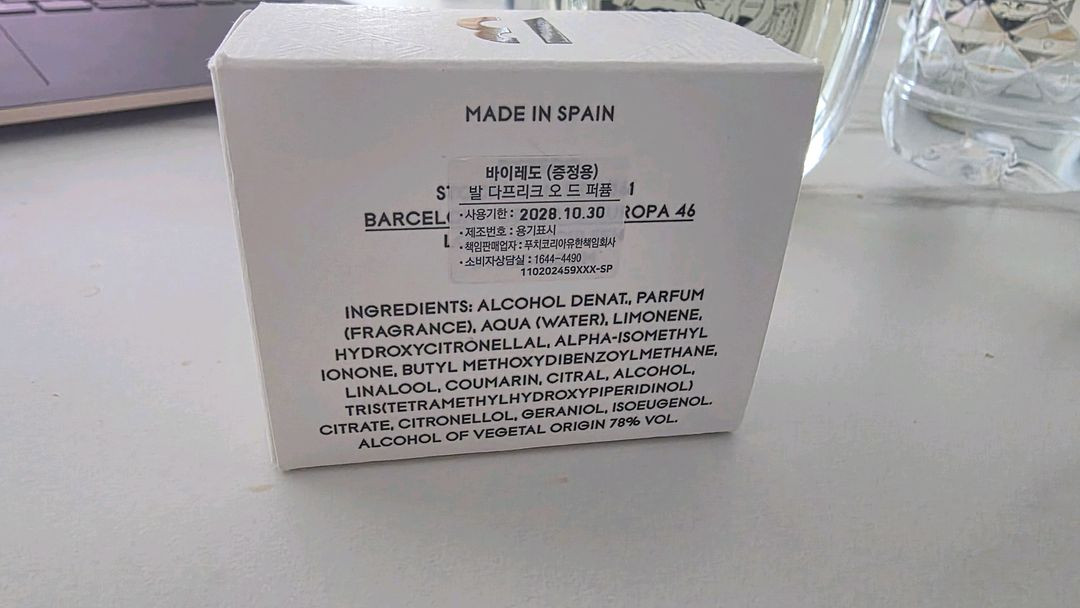 MADE IN SPAIN
바이레도 (증정용)
발 다프리크 오 드 퍼퓸
• 사용기한 : 2028.10.30
• 제조번호 : 용기표시
• 책임판매업자 : 푸치코리아유한책임회사
• 소비자상담실 : 1644-4490
110202459XXX-SP
46
INGREDIENTS: ALCOHOL DENAT., PARFUM
(FRAGRANCE), AQUA (WATER), LIMONENE,
HYDROXYCITRONELLAL, ALPHA-ISOMETHYL
IONONE, BUTYL METHOXYDIBENZOYLMETHANE,
LINALOOL, COUMARIN, CITRAL, ALCOHOL,
TRIS(TETRAMETHYLHYDROXYPIPERIDINOL)
CITRATE, CITRONELLOL, GERANIOL, ISOEUGENOL.
ALCOHOL OF VEGETAL ORIGIN 78% VOL.